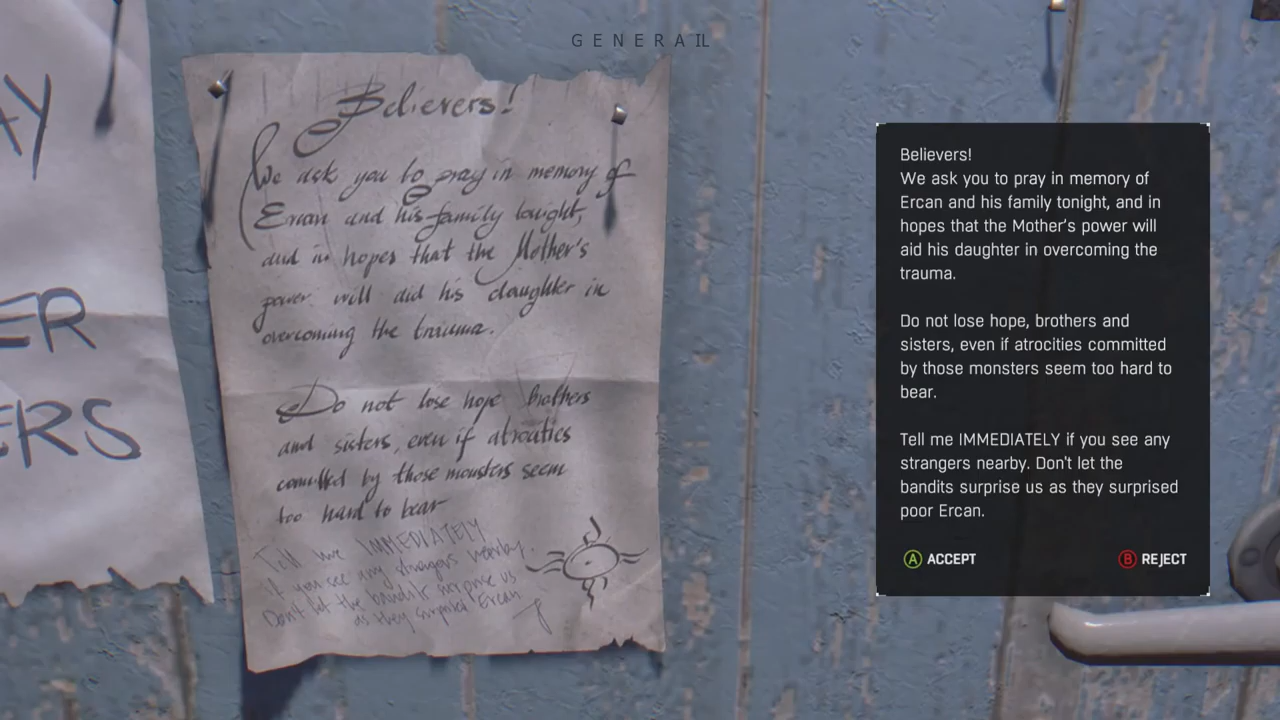 GENERAL
AY
ER
ERS
Believers!
We ask you to pray in memory of
Ercan and his family tonight,
and in hopes that the Mother's
power will aid his daughter in
overcoming the trauma.
Do not lose hope brothers
and sisters, even if atrocities
committed by those monsters seem
too hard to bear
Tell me IMMEDIATELY
if you see any strangers nearby.
Don't let the bandits surprise us
as they surprised Ercan
Believers!
We ask you to pray in memory of
Ercan and his family tonight, and in
hopes that the Mother's power will
aid his daughter in overcoming the
trauma.
Do not lose hope, brothers and
sisters, even if atrocities committed
by those monsters seem too hard to
bear.
Tell me IMMEDIATELY if you see any
strangers nearby. Don't let the
bandits surprise us as they surprised
poor Ercan.
A ACCEPT
B REJECT